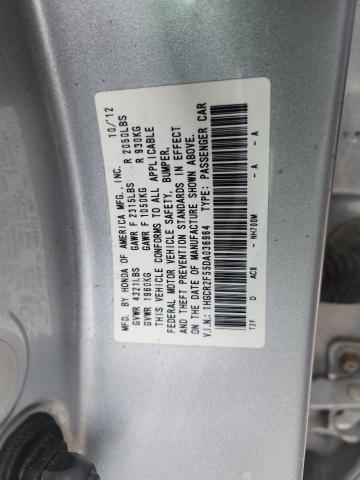 MFD. BY HONDA OF AMERICA MFG., INC. 10/12
GVWR 4321LBS GAWR F 2315LBS R 2050LBS
GVWR 1960KG GAWR F 1050KG R 930KG
THIS VEHICLE CONFORMS TO ALL APPLICABLE
FEDERAL MOTOR VEHICLE SAFETY, BUMPER,
AND THEFT PREVENTION STANDARDS IN EFFECT
ON THE DATE OF MANUFACTURE SHOWN ABOVE.
V.I.N.: 1HGCR2F55DA036964 TYPE: PASSENGER CAR
T2F D AC8 - NH700M - A - A